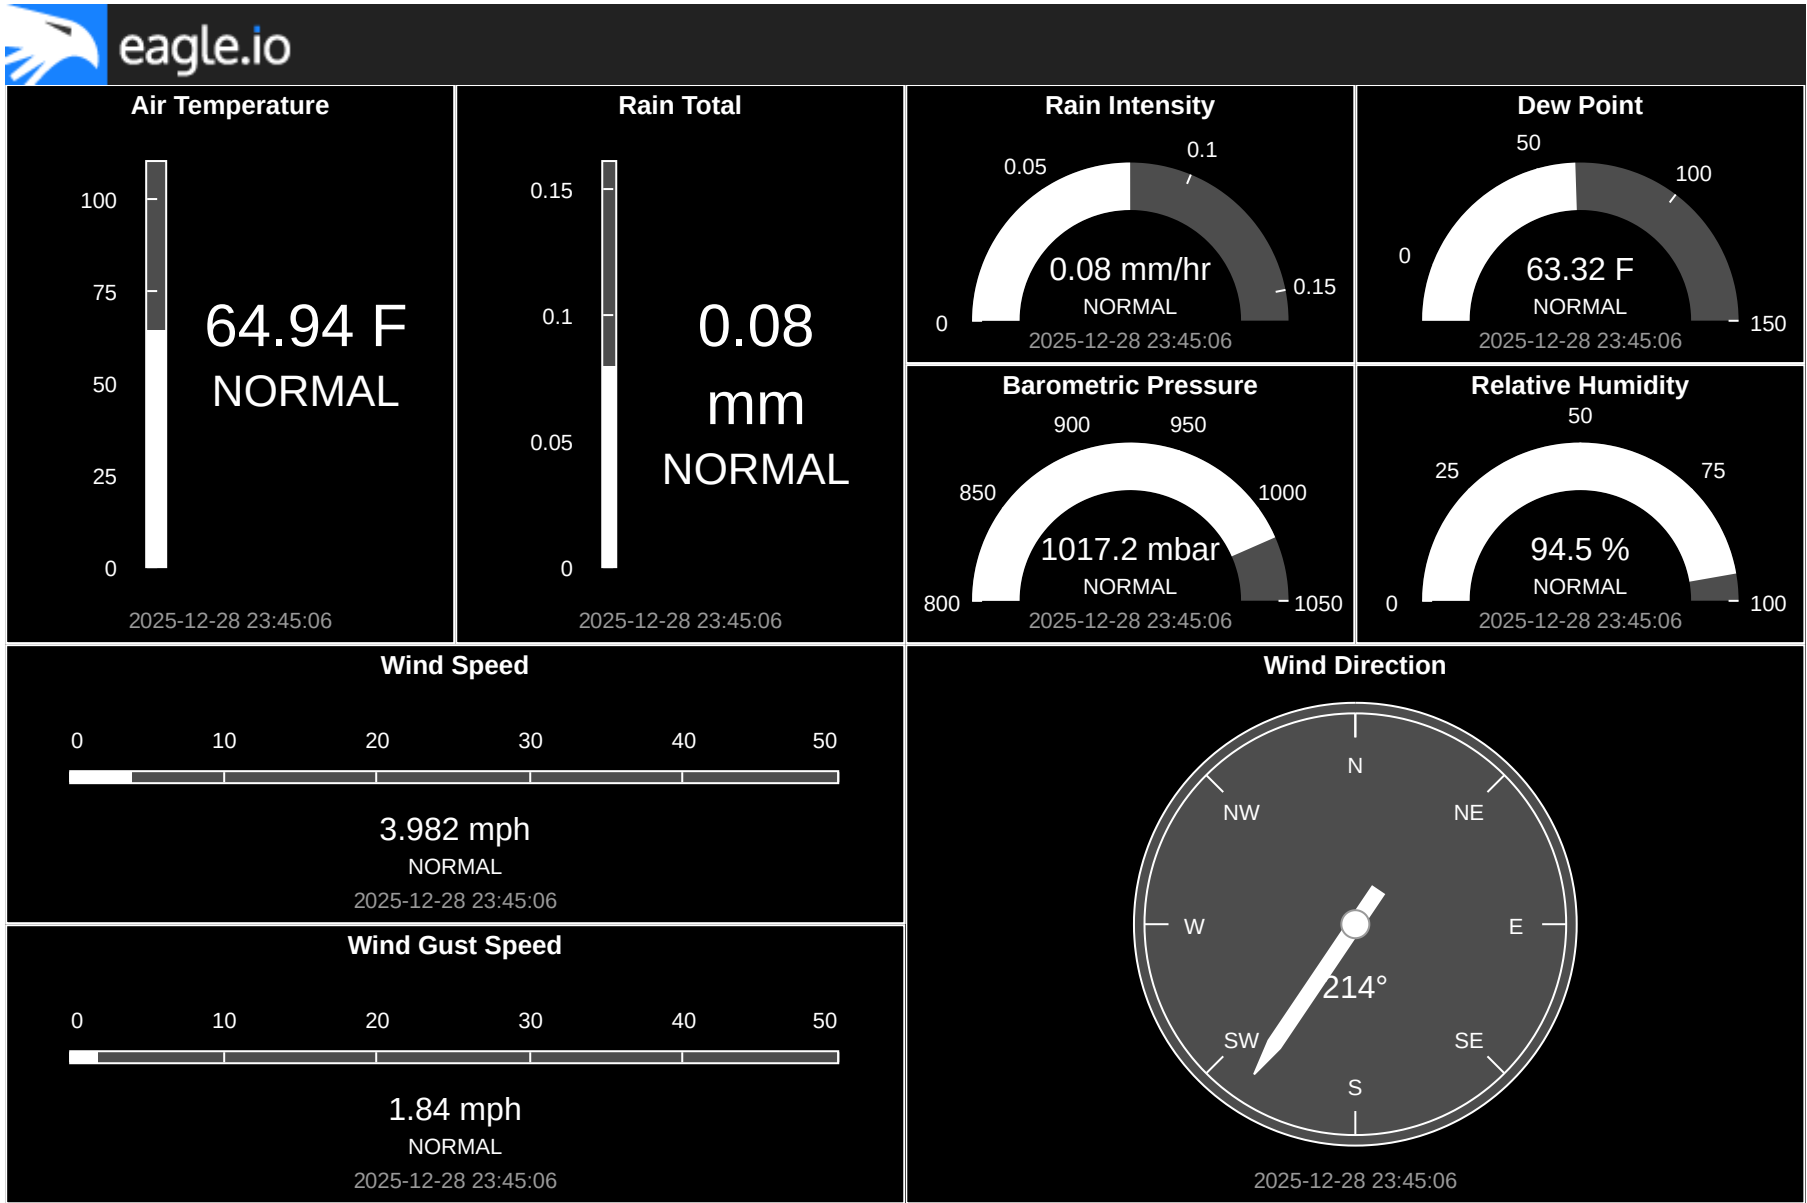 eagle.io
Air Temperature
100
75
50
25
0
64.94 F
NORMAL
2025-12-28 23:45:06
Rain Total
0.15
0.1
0.05
0
0.08
mm
NORMAL
2025-12-28 23:45:06
Rain Intensity
0
0.05
0.1
0.15
0.08 mm/hr
NORMAL
2025-12-28 23:45:06
Dew Point
0
50
100
150
63.32 F
NORMAL
2025-12-28 23:45:06
Barometric Pressure
800
850
900
950
1000
1050
1017.2 mbar
NORMAL
2025-12-28 23:45:06
Relative Humidity
0
25
50
75
100
94.5 %
NORMAL
2025-12-28 23:45:06
Wind Speed
0 10 20 30 40 50
3.982 mph
NORMAL
2025-12-28 23:45:06
Wind Gust Speed
0 10 20 30 40 50
1.84 mph
NORMAL
2025-12-28 23:45:06
Wind Direction
N
NW NE
W E
214°
SW SE
S
2025-12-28 23:45:06